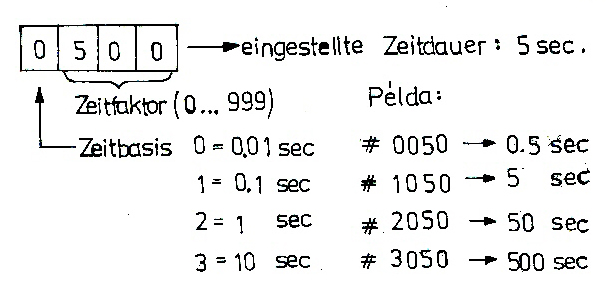 0 5 0 0 → eingestellte Zeitdauer: 5 sec.
Zeitfaktor (0... 999) Példa:
Zeitbasis 0 = 0,01 sec # 0050 → 0.5 sec
1 = 0,1 sec # 1050 → 5 sec
2 = 1 sec # 2050 → 50 sec
3 = 10 sec # 3050 → 500 sec